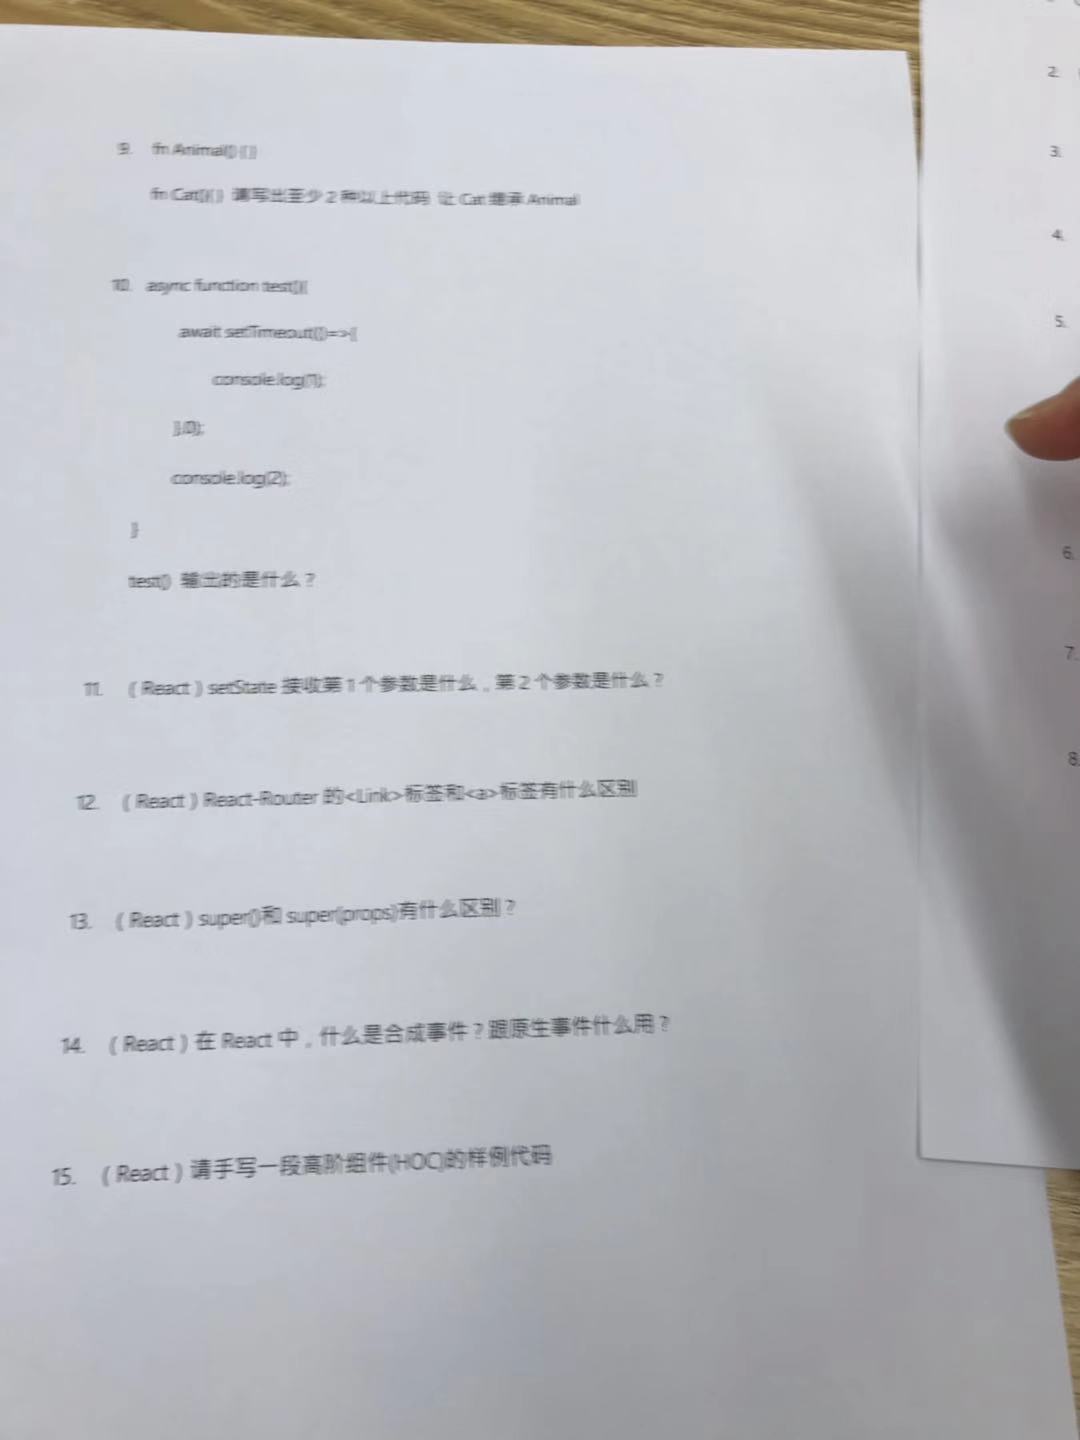 9. fn Animal() { }
fn Cat(){ } 请写出至少 2 种以上代码 让 Cat 继承 Animal
10. async function test(){
await setTimeout(()=>{
console.log(1);
},0);
console.log(2);
}
test() 输出的是什么？
11. （React）setState 接收第 1 个参数是什么，第 2 个参数是什么？
12. （React）React-Router 的<Link>标签和<a>标签有什么区别
13. （React）super()和 super(props)有什么区别？
14. （React）在 React 中，什么是合成事件？跟原生事件什么用？
15. （React）请手写一段高阶组件(HOC)的样例代码
2.
3.
4.
5.
6.
7.
8.